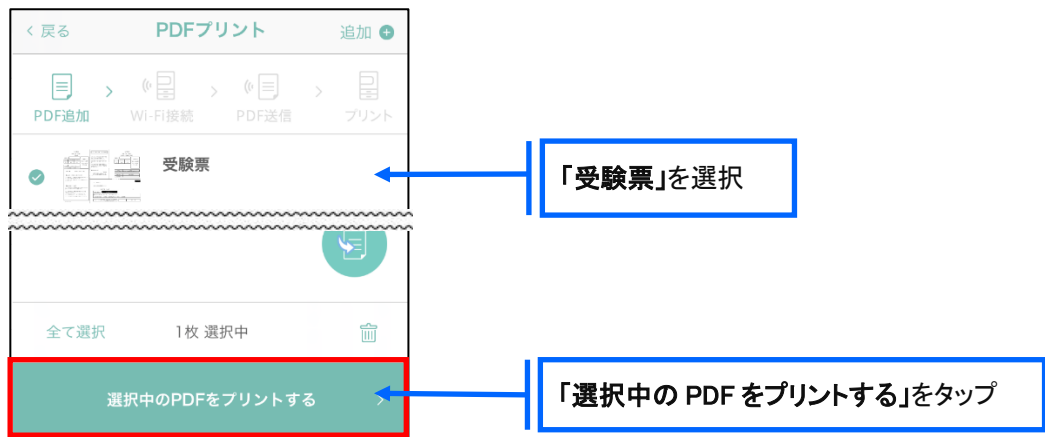 < 戻る PDFプリント 追加
PDF追加 Wi-Fi接続 PDF送信 プリント
受験票
「受験票」を選択
全て選択 1枚 選択中
選択中のPDFをプリントする
「選択中の PDF をプリントする」をタップ